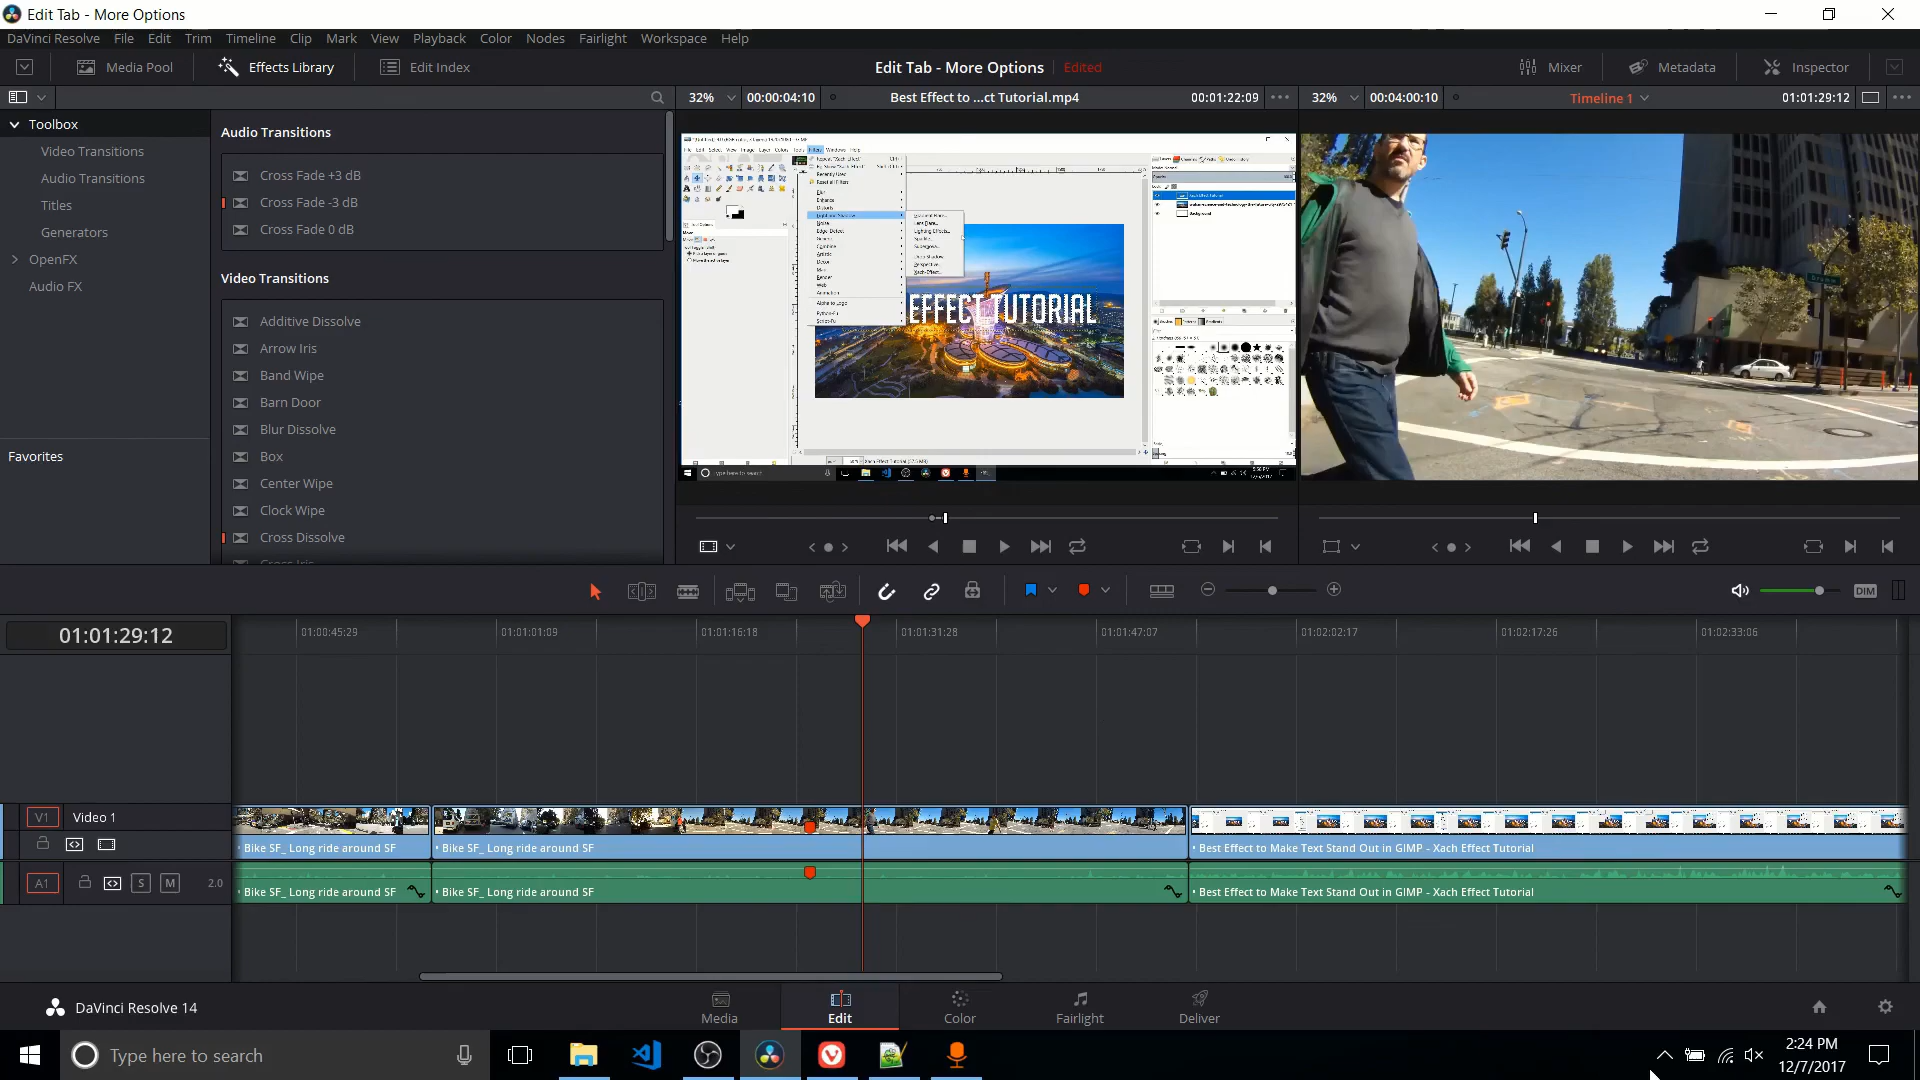 Edit Tab - More Options
DaVinci Resolve File Edit Trim Timeline Clip Mark View Playback Color Nodes Fairlight Workspace Help
Media Pool Effects Library Edit Index Edit Tab - More Options Edited Mixer Metadata Inspector
32% 00:00:04:10 Best Effect to ...ct Tutorial.mp4 00:01:22:09 32% 00:04:00:10 Timeline 1 01:01:29:12
Toolbox
Video Transitions
Audio Transitions
Titles
Generators
OpenFX
Audio FX
Favorites
Audio Transitions
Cross Fade +3 dB
Cross Fade -3 dB
Cross Fade 0 dB
Video Transitions
Additive Dissolve
Arrow Iris
Band Wipe
Barn Door
Blur Dissolve
Box
Center Wipe
Clock Wipe
Cross Dissolve
Cross Iris
EFFECT TUTORIAL
DIM
01:01:29:12
01:00:45:29 01:01:01:09 01:01:16:18 01:01:31:28 01:01:47:07 01:02:02:17 01:02:17:26 01:02:33:06
V1 Video 1
Bike SF_ Long ride around SF Bike SF_ Long ride around SF Best Effect to Make Text Stand Out in GIMP - Xach Effect Tutorial
A1 S M 2.0
Bike SF_ Long ride around SF Bike SF_ Long ride around SF Best Effect to Make Text Stand Out in GIMP - Xach Effect Tutorial
DaVinci Resolve 14
Media Edit Color Fairlight Deliver
Type here to search
2:24 PM
12/7/2017